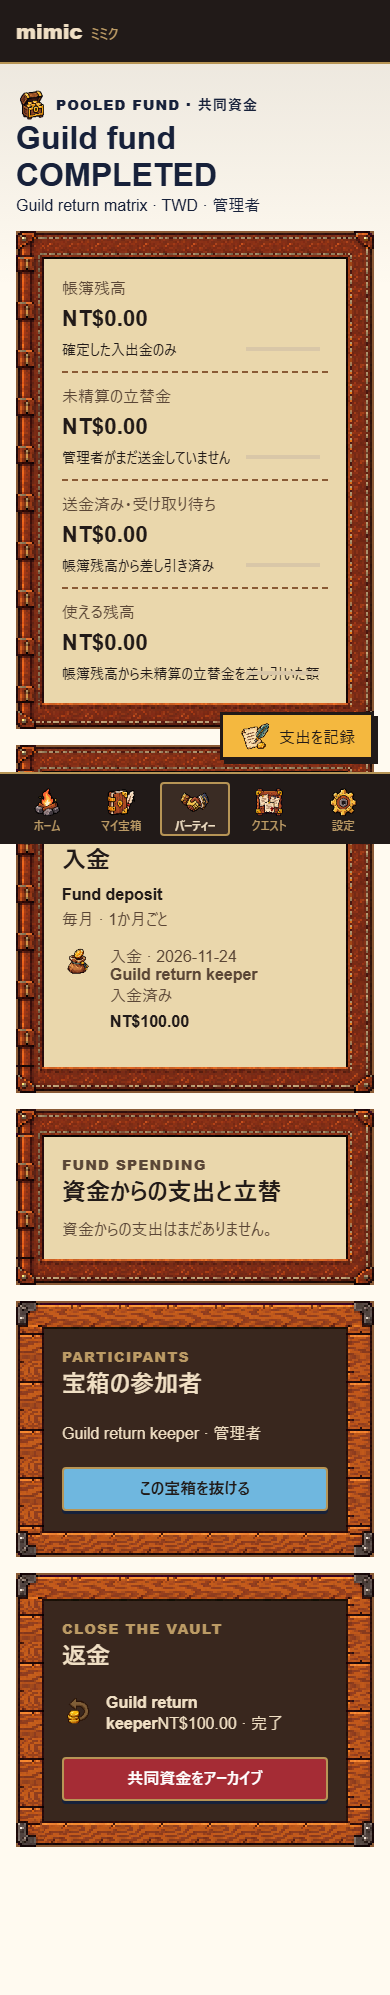 mimic ミミク
POOLED FUND・共同資金
Guild fund
COMPLETED
Guild return matrix · TWD · 管理者
帳簿残高
NT$0.00
確定した入出金のみ
未精算の立替金
NT$0.00
管理者がまだ送金していません
送金済み・受け取り待ち
NT$0.00
帳簿残高から差し引き済み
使える残高
NT$0.00
帳簿残高から未精算の立替金を差し引いた額
支出を記録
ホーム
マイ宝箱
パーティー
クエスト
設定
入金
Fund deposit
毎月 · 1か月ごと
入金 · 2026-11-24
Guild return keeper
入金済み
NT$100.00
FUND SPENDING
資金からの支出と立替
資金からの支出はまだありません。
PARTICIPANTS
宝箱の参加者
Guild return keeper · 管理者
この宝箱を抜ける
CLOSE THE VAULT
返金
Guild return
keeperNT$100.00 · 完了
共同資金をアーカイブ